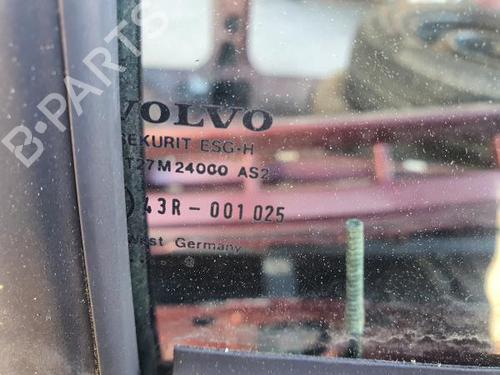 VOLVO
SEKURIT ESG-H
T27M24000 AS2
43R-001025
West Germany
B-PARTS